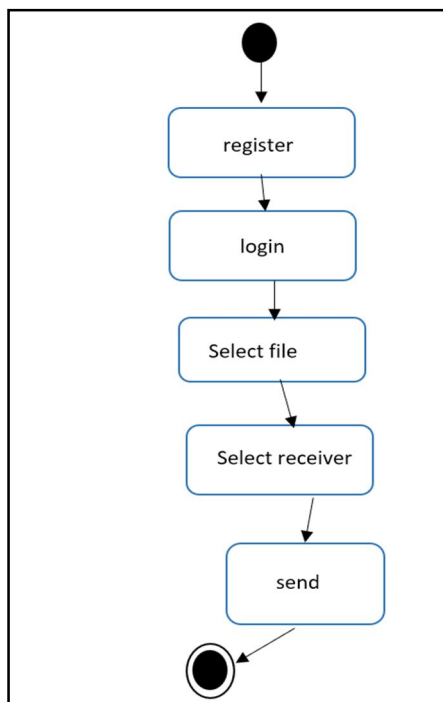 register
login
Select file
Select receiver
send